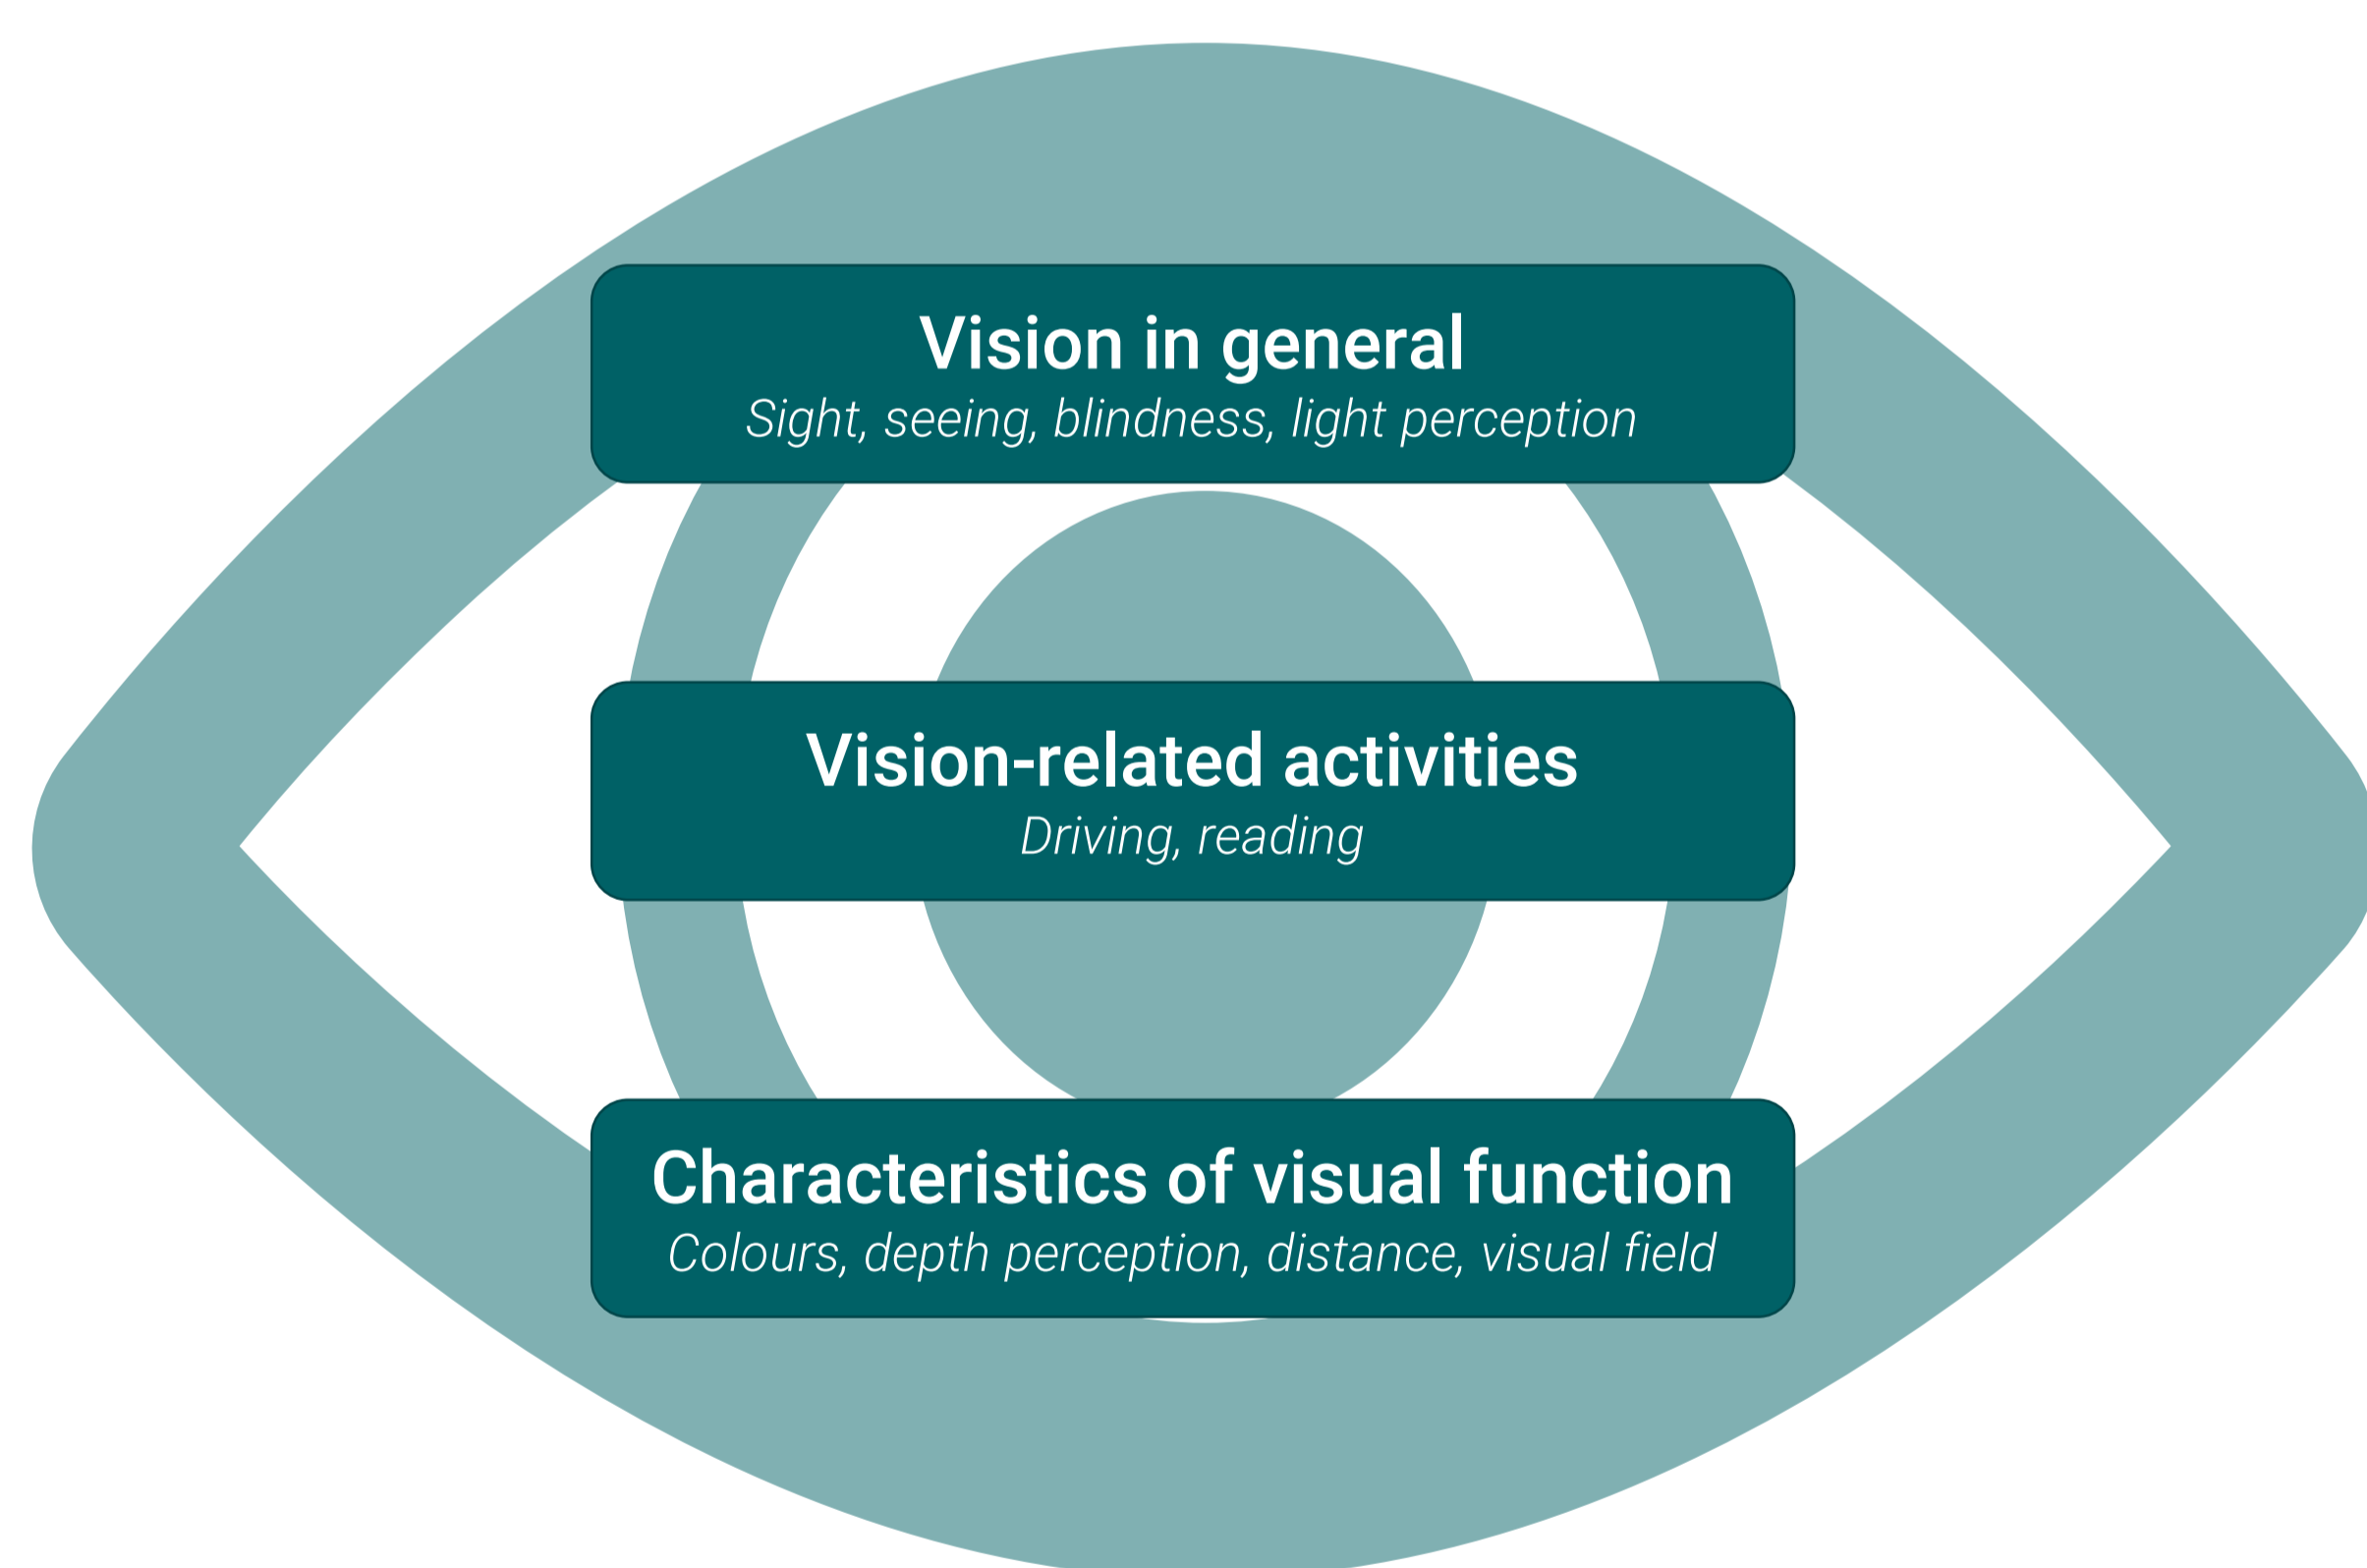 Vision in general
Sight, seeing, blindness, light perception
Vision-related activities
Driving, reading
Characteristics of visual function
Colours, depth perception, distance, visual field